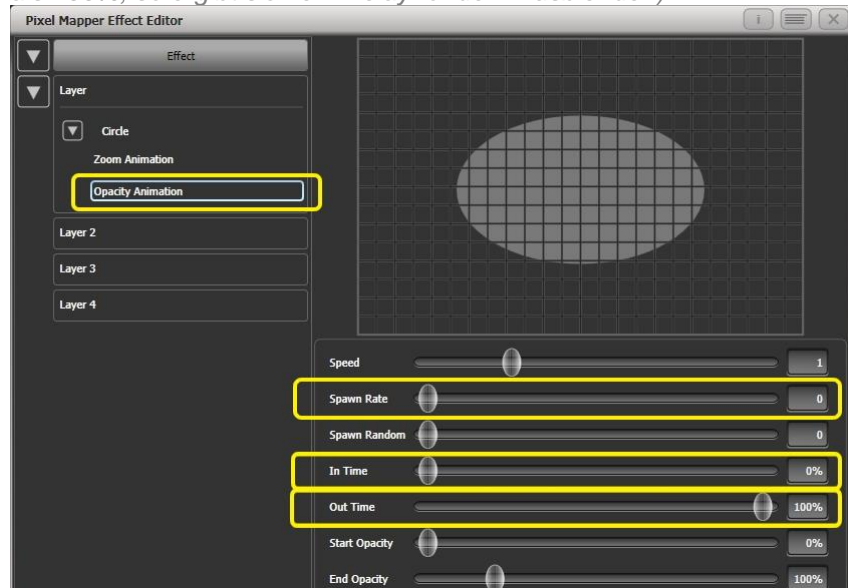 Pixel Mapper Effect Editor
i
Effect
Layer
Circle
Zoom Animation
Opacity Animation
Layer 2
Layer 3
Layer 4
Speed 1
Spawn Rate 0
Spawn Random 0
In Time 0%
Out Time 100%
Start Opacity 0%
End Opacity 100%